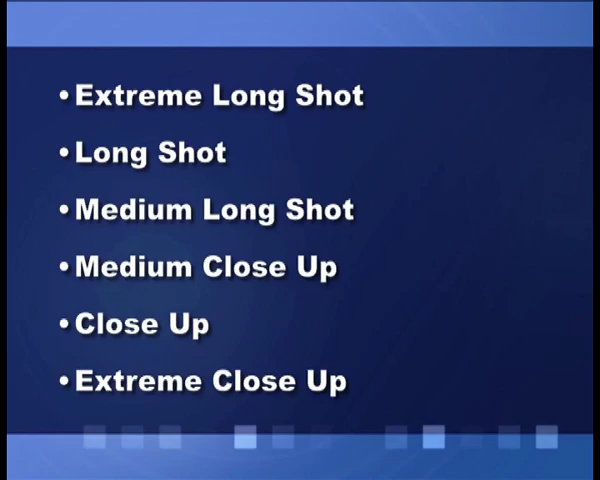 •Extreme Long Shot
•Long Shot
•Medium Long Shot
•Medium Close Up
•Close Up
•Extreme Close Up